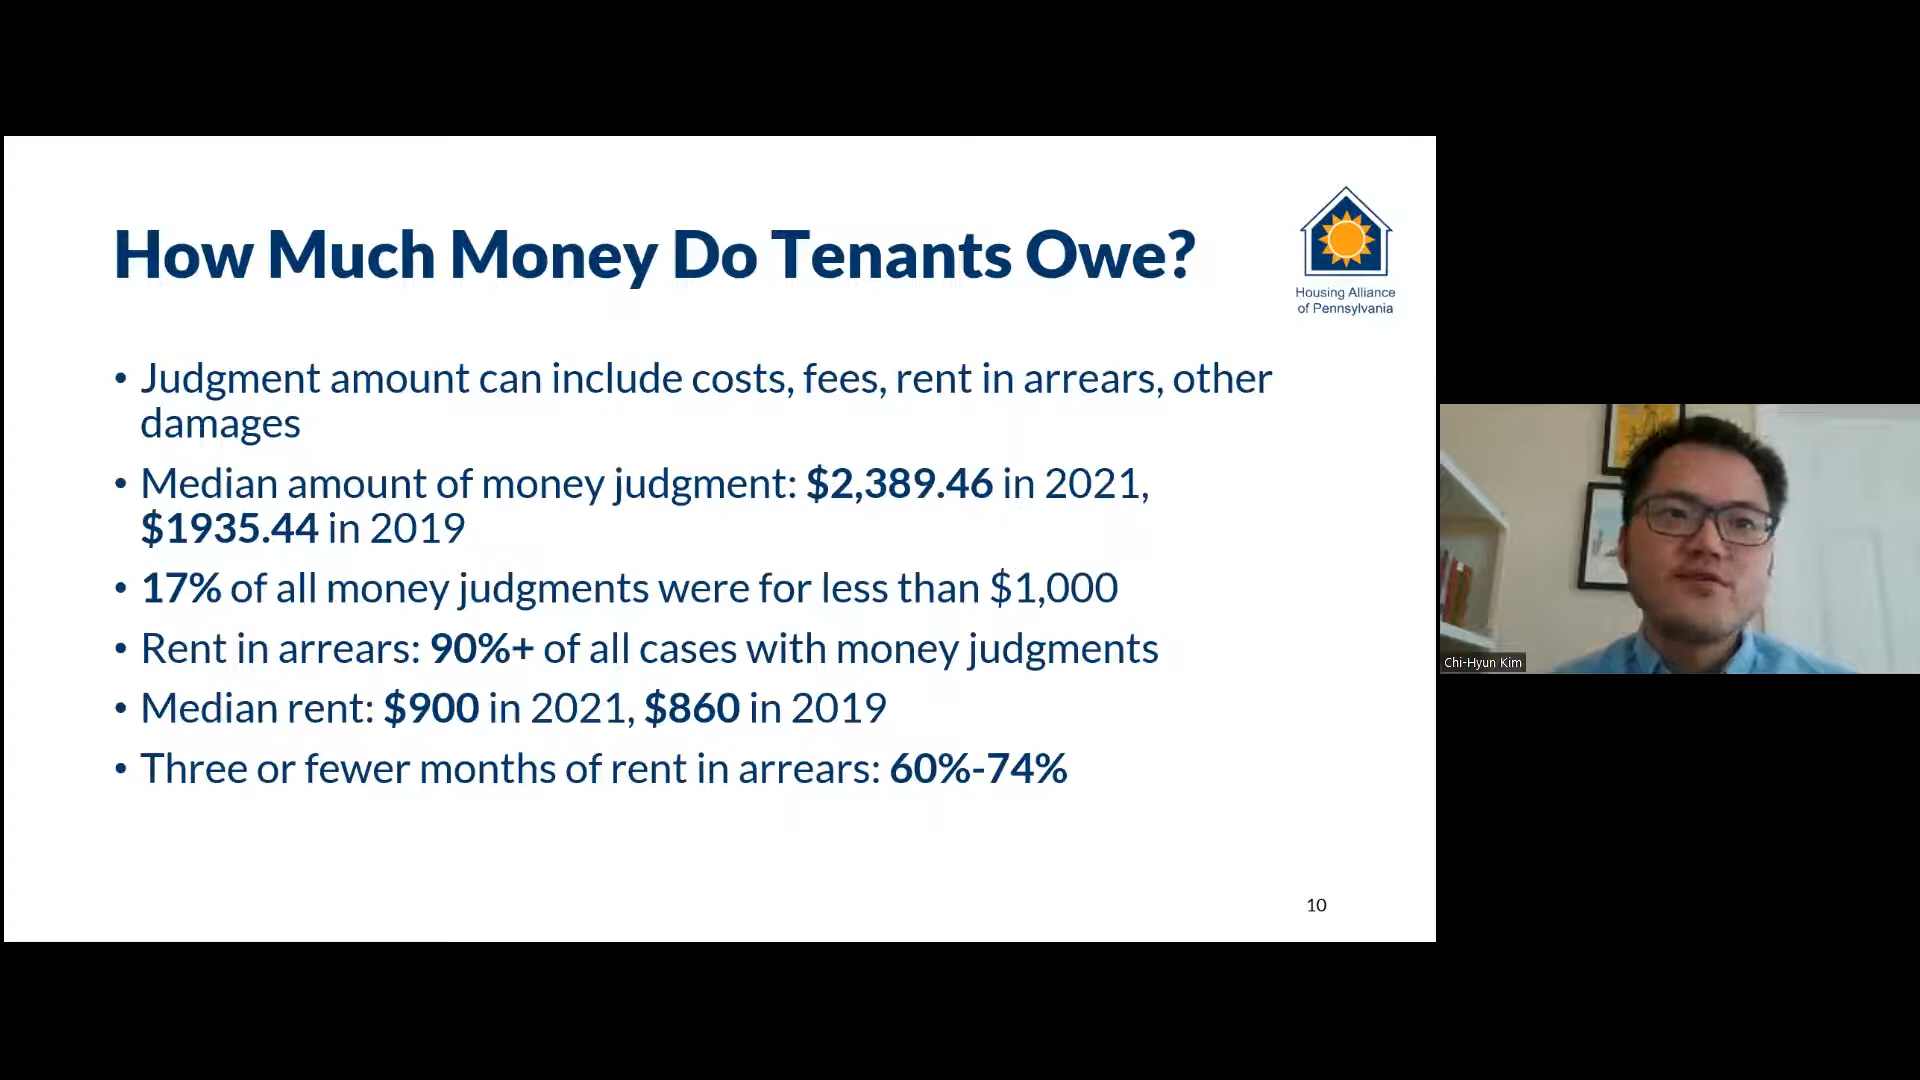 How Much Money Do Tenants Owe?
Housing Alliance
of Pennsylvania
• Judgment amount can include costs, fees, rent in arrears, other
damages
• Median amount of money judgment: $2,389.46 in 2021,
$1935.44 in 2019
• 17% of all money judgments were for less than $1,000
• Rent in arrears: 90%+ of all cases with money judgments
• Median rent: $900 in 2021, $860 in 2019
• Three or fewer months of rent in arrears: 60%-74%
10
Chi-Hyun Kim